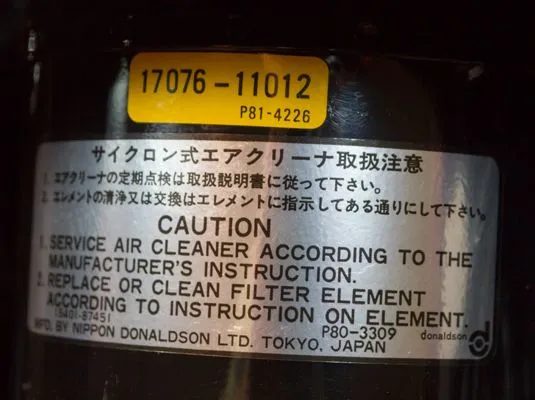 17076-11012
P81-4226
サイクロン式エアクリーナ取扱注意
1. エアクリーナの定期点検は取扱説明書に従って下さい。
2. エレメントの清浄又は交換はエレメントに指示してある通りにして下さい。
CAUTION
1. SERVICE AIR CLEANER ACCORDING TO THE
MANUFACTURER'S INSTRUCTION.
2. REPLACE OR CLEAN FILTER ELEMENT
ACCORDING TO INSTRUCTION ON ELEMENT.
15401-87451
P80-3309
MFD. BY NIPPON DONALDSON LTD. TOKYO, JAPAN
donaldson